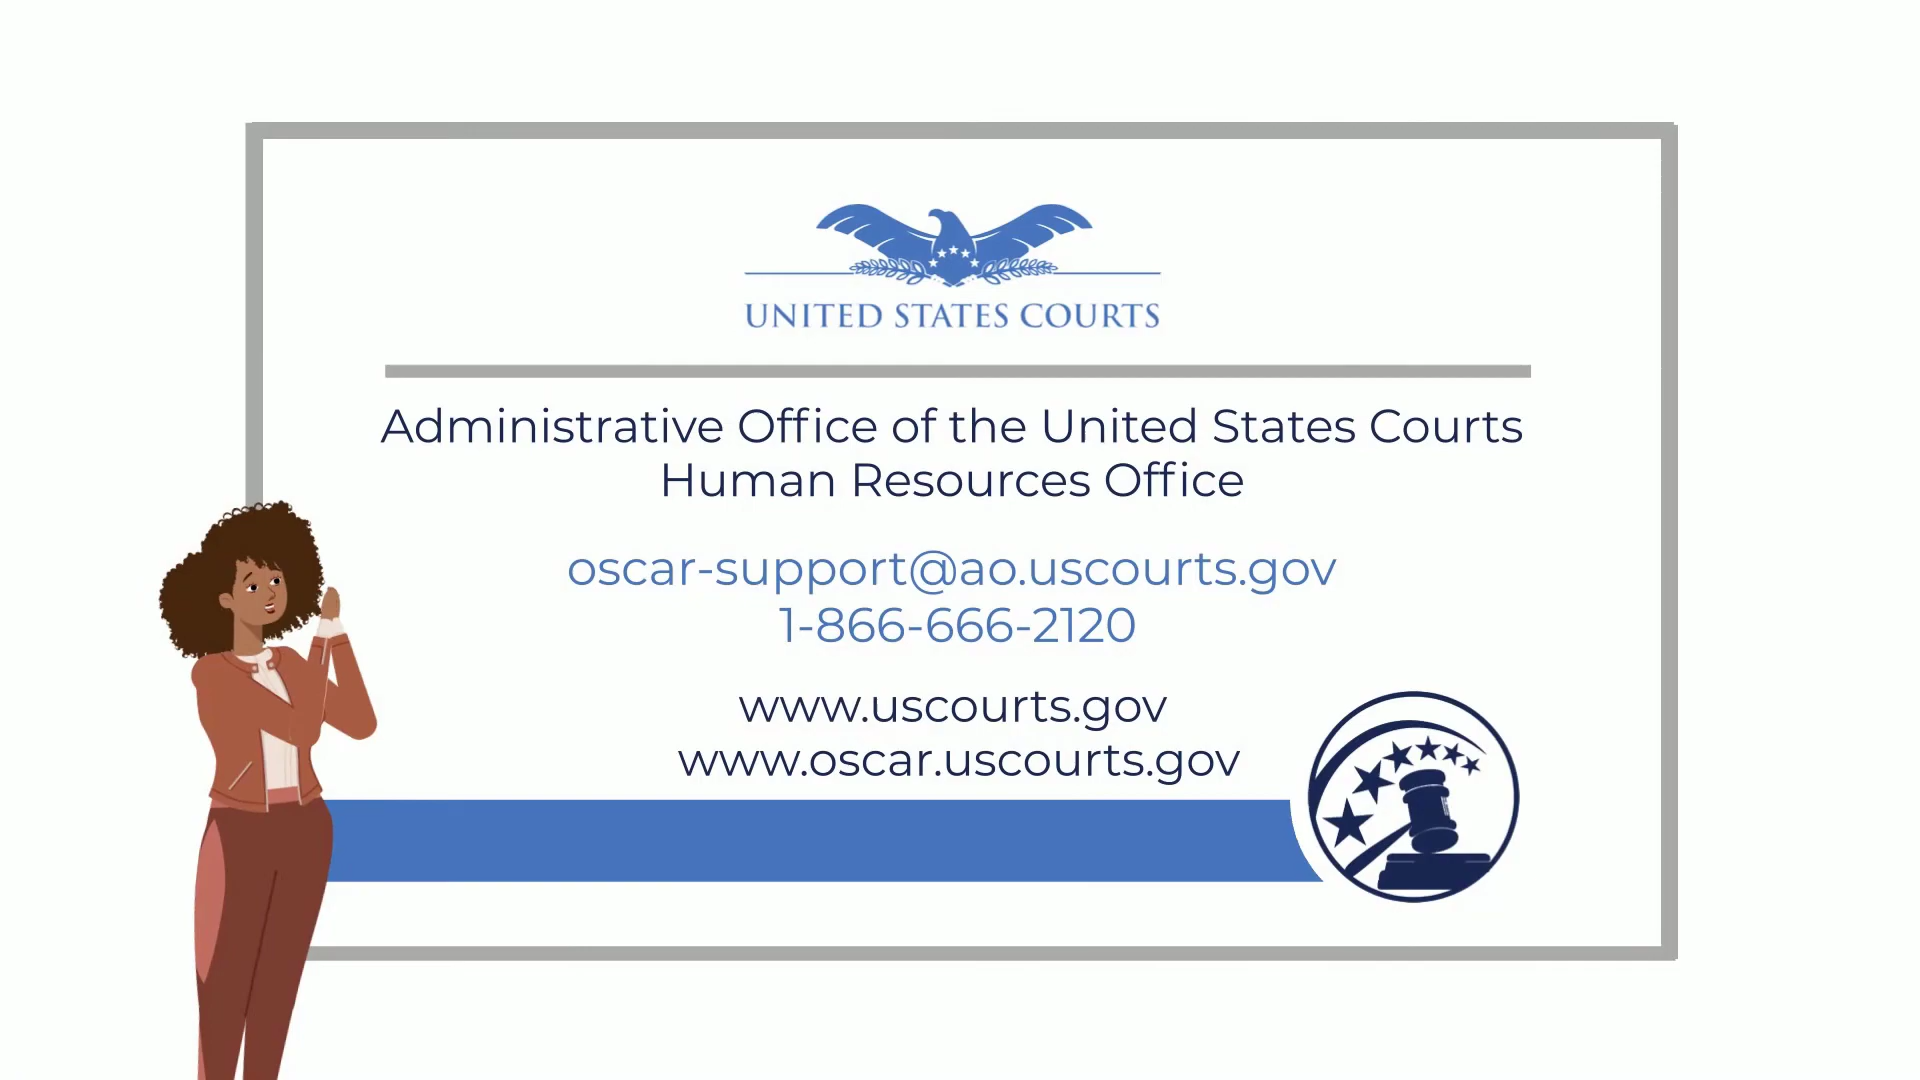 UNITED STATES COURTS
Administrative Office of the United States Courts
Human Resources Office
oscar-support@ao.uscourts.gov
1-866-666-2120
www.uscourts.gov
www.oscar.uscourts.gov